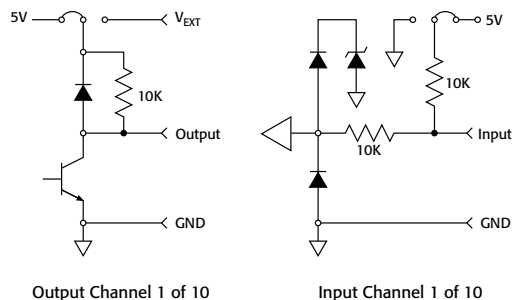 5V
V_EXT
10K
Output
GND
Output Channel 1 of 10
5V
10K
10K
Input
GND
Input Channel 1 of 10